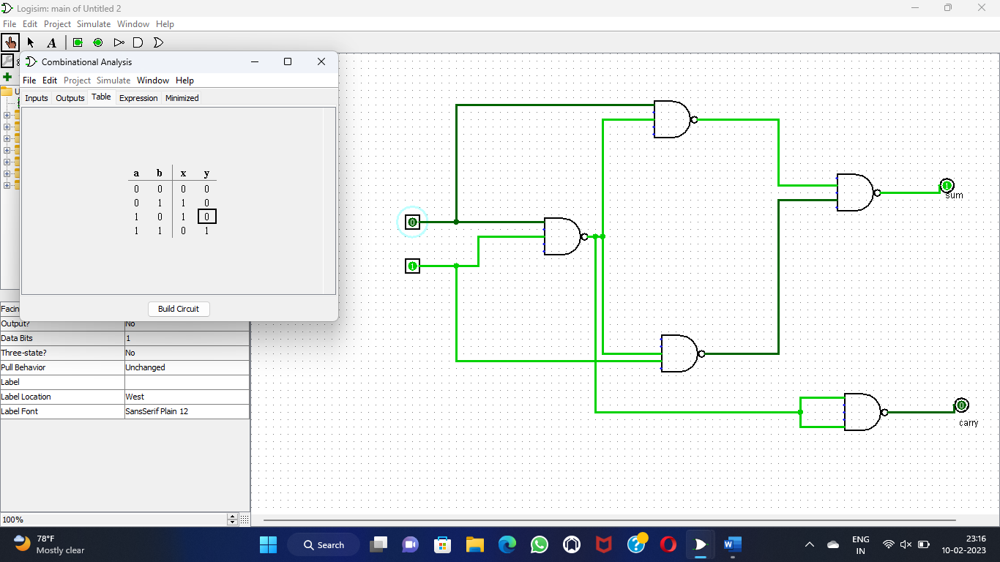 Logisim: main of Untitled 2
File Edit Project Simulate Window Help
A
Combinational Analysis
File Edit Project Simulate Window Help
Inputs Outputs Table Expression Minimized
a b x y
0 0 0 0
0 1 1 0
1 0 1 0
1 1 0 1
Build Circuit
Output? No
Data Bits 1
Three-state? No
Pull Behavior Unchanged
Label
Label Location West
Label Font SansSerif Plain 12
100%
0
1
1
sum
0
carry
78°F
Mostly clear
Search
ENG
IN
23:16
10-02-2023